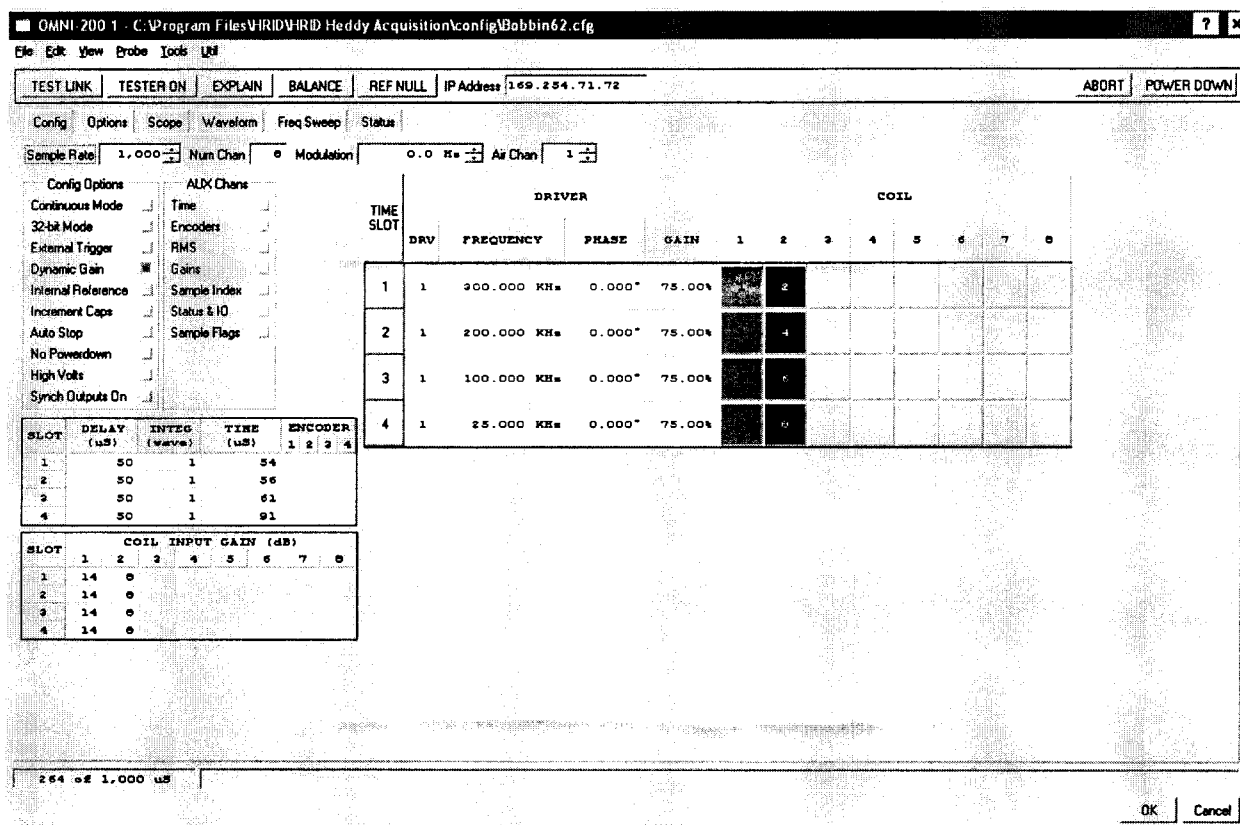 OMNI-200 1 - C:\Program Files\HRID\HRID Heddy Acquisition\config\Bobbin62.cfg ? X
File Edit View Probe Tools Util
TEST LINK TESTER ON EXPLAIN BALANCE REF NULL IP Address 169.254.71.72 ABORT POWER DOWN
Config Options Scope Waveform Freq Sweep Status
Sample Rate 1,000 Num Chan 8 Modulation 0.0 Hz Air Chan 1
Config Options AUX Chans
Continuous Mode Time
32-bit Mode Encoders
External Trigger RMS
Dynamic Gain Gains
Internal Reference Sample Index
Increment Caps Status & IO
Auto Stop Sample Flags
No Powerdown
High Volts
Synch Outputs On
TIME SLOT DRIVER COIL
DRV FREQUENCY PHASE GAIN 1 2 3 4 5 6 7 8
1 1 300.000 KHz 0.000° 75.00% 2
2 1 200.000 KHz 0.000° 75.00% 4
3 1 100.000 KHz 0.000° 75.00% 6
4 1 25.000 KHz 0.000° 75.00% 8
SLOT DELAY (uS) INTEG (wave) TIME (uS) ENCODER
1 2 3 4
1 50 1 54
2 50 1 56
3 50 1 61
4 50 1 91
SLOT COIL INPUT GAIN (dB)
1 2 3 4 5 6 7 8
1 14 8
2 14 8
3 14 8
4 14 8
264 of 1,000 uS
OK Cancel